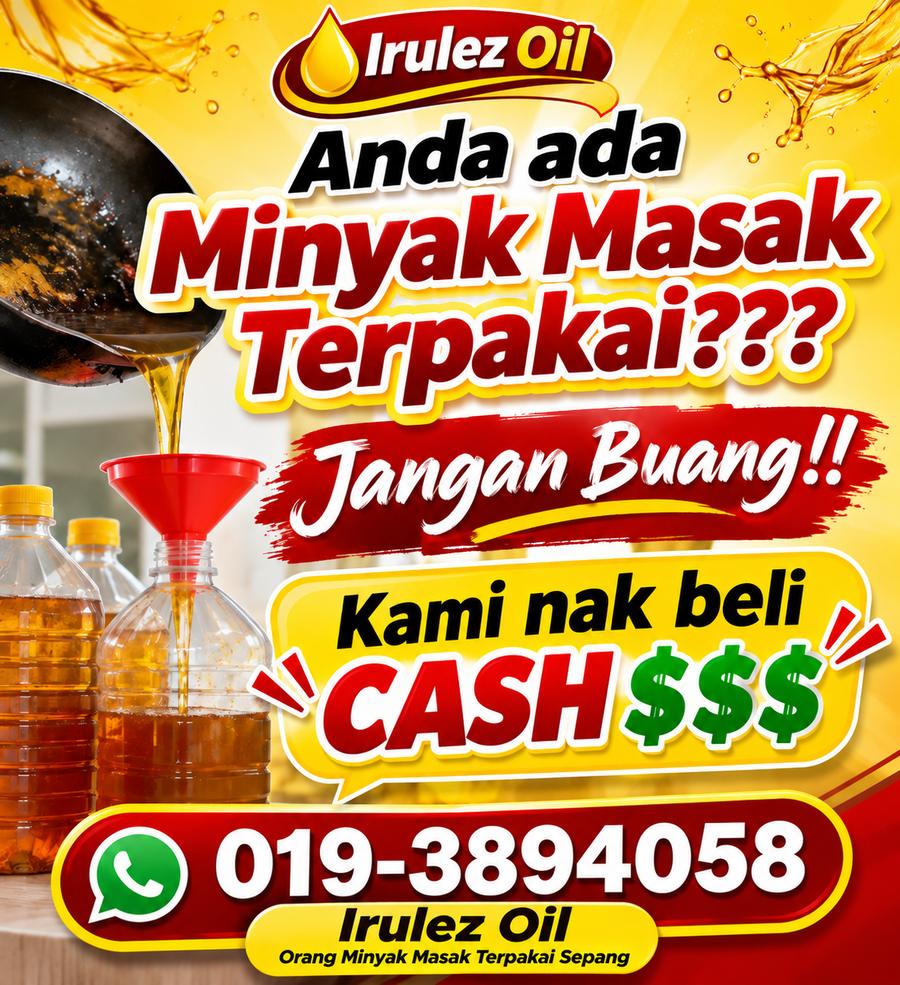 Irulez Oil
Anda ada
Minyak Masak
Terpakai???
Jangan Buang!!
Kami nak beli
CASH $$$
019-3894058
Irulez Oil
Orang Minyak Masak Terpakai Sepang